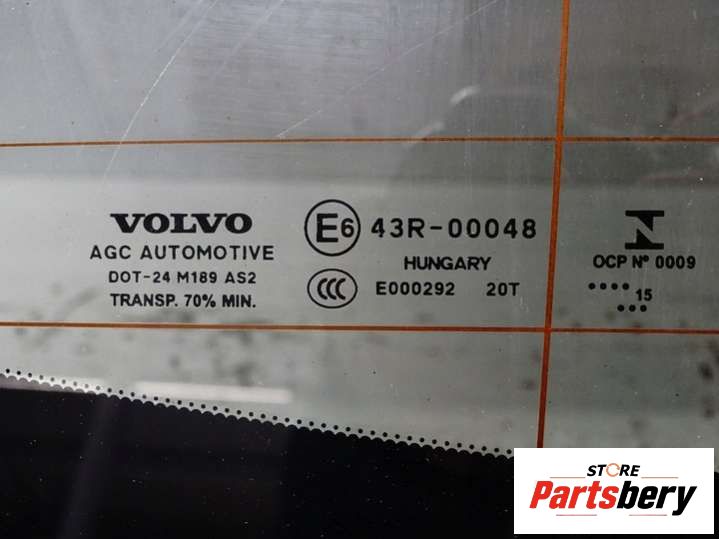 VOLVO
AGC AUTOMOTIVE
DOT-24 M189 AS2
TRANSP. 70% MIN.
E6 43R-00048
HUNGARY
CCC E000292 20T
N
OCP Nº 0009
•••• 15
•••
STORE
Partsbery